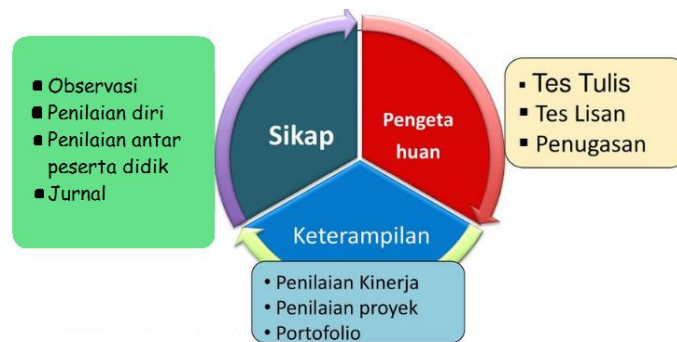 Observasi
Penilaian diri
Penilaian antar
peserta didik
Jurnal
Sikap
Pengeta
huan
Tes Tulis
Tes Lisan
Penugasan
Keterampilan
Penilaian Kinerja
Penilaian proyek
Portofolio